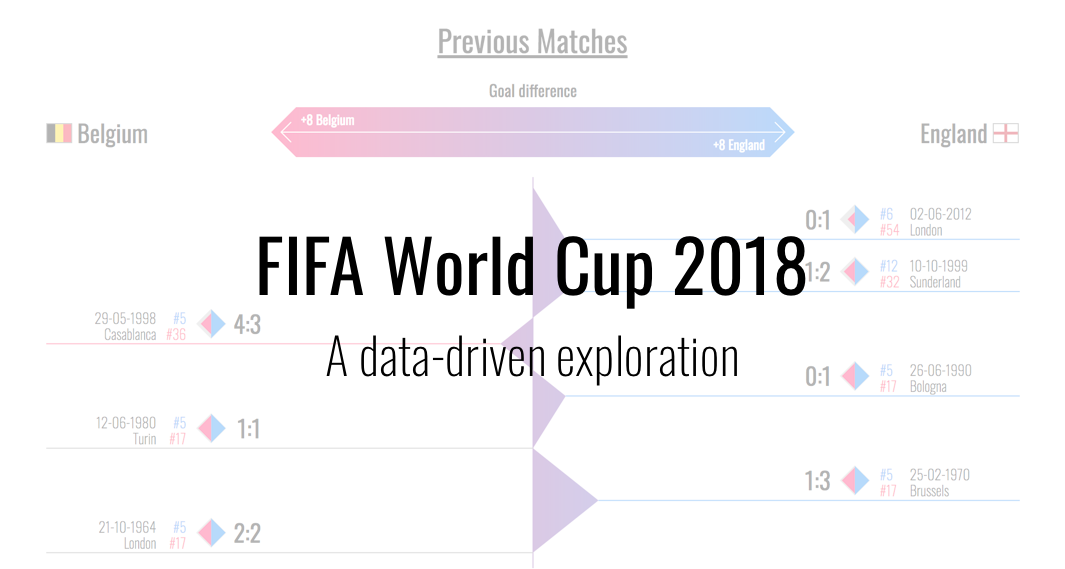 Previous Matches
Goal difference
+8 Belgium
Belgium
England
+8 England
0:1 #6 02-06-2012
#54 London
FIFA World Cup 2018
1:2 #12 10-10-1999
#32 Sunderland
29-05-1998 #5 4:3
Casablanca #36
A data-driven exploration
0:1 #5 26-06-1990
#17 Bologna
12-06-1980 #5 1:1
Turin #17
1:3 #5 25-02-1970
#17 Brussels
21-10-1964 #5 2:2
London #17